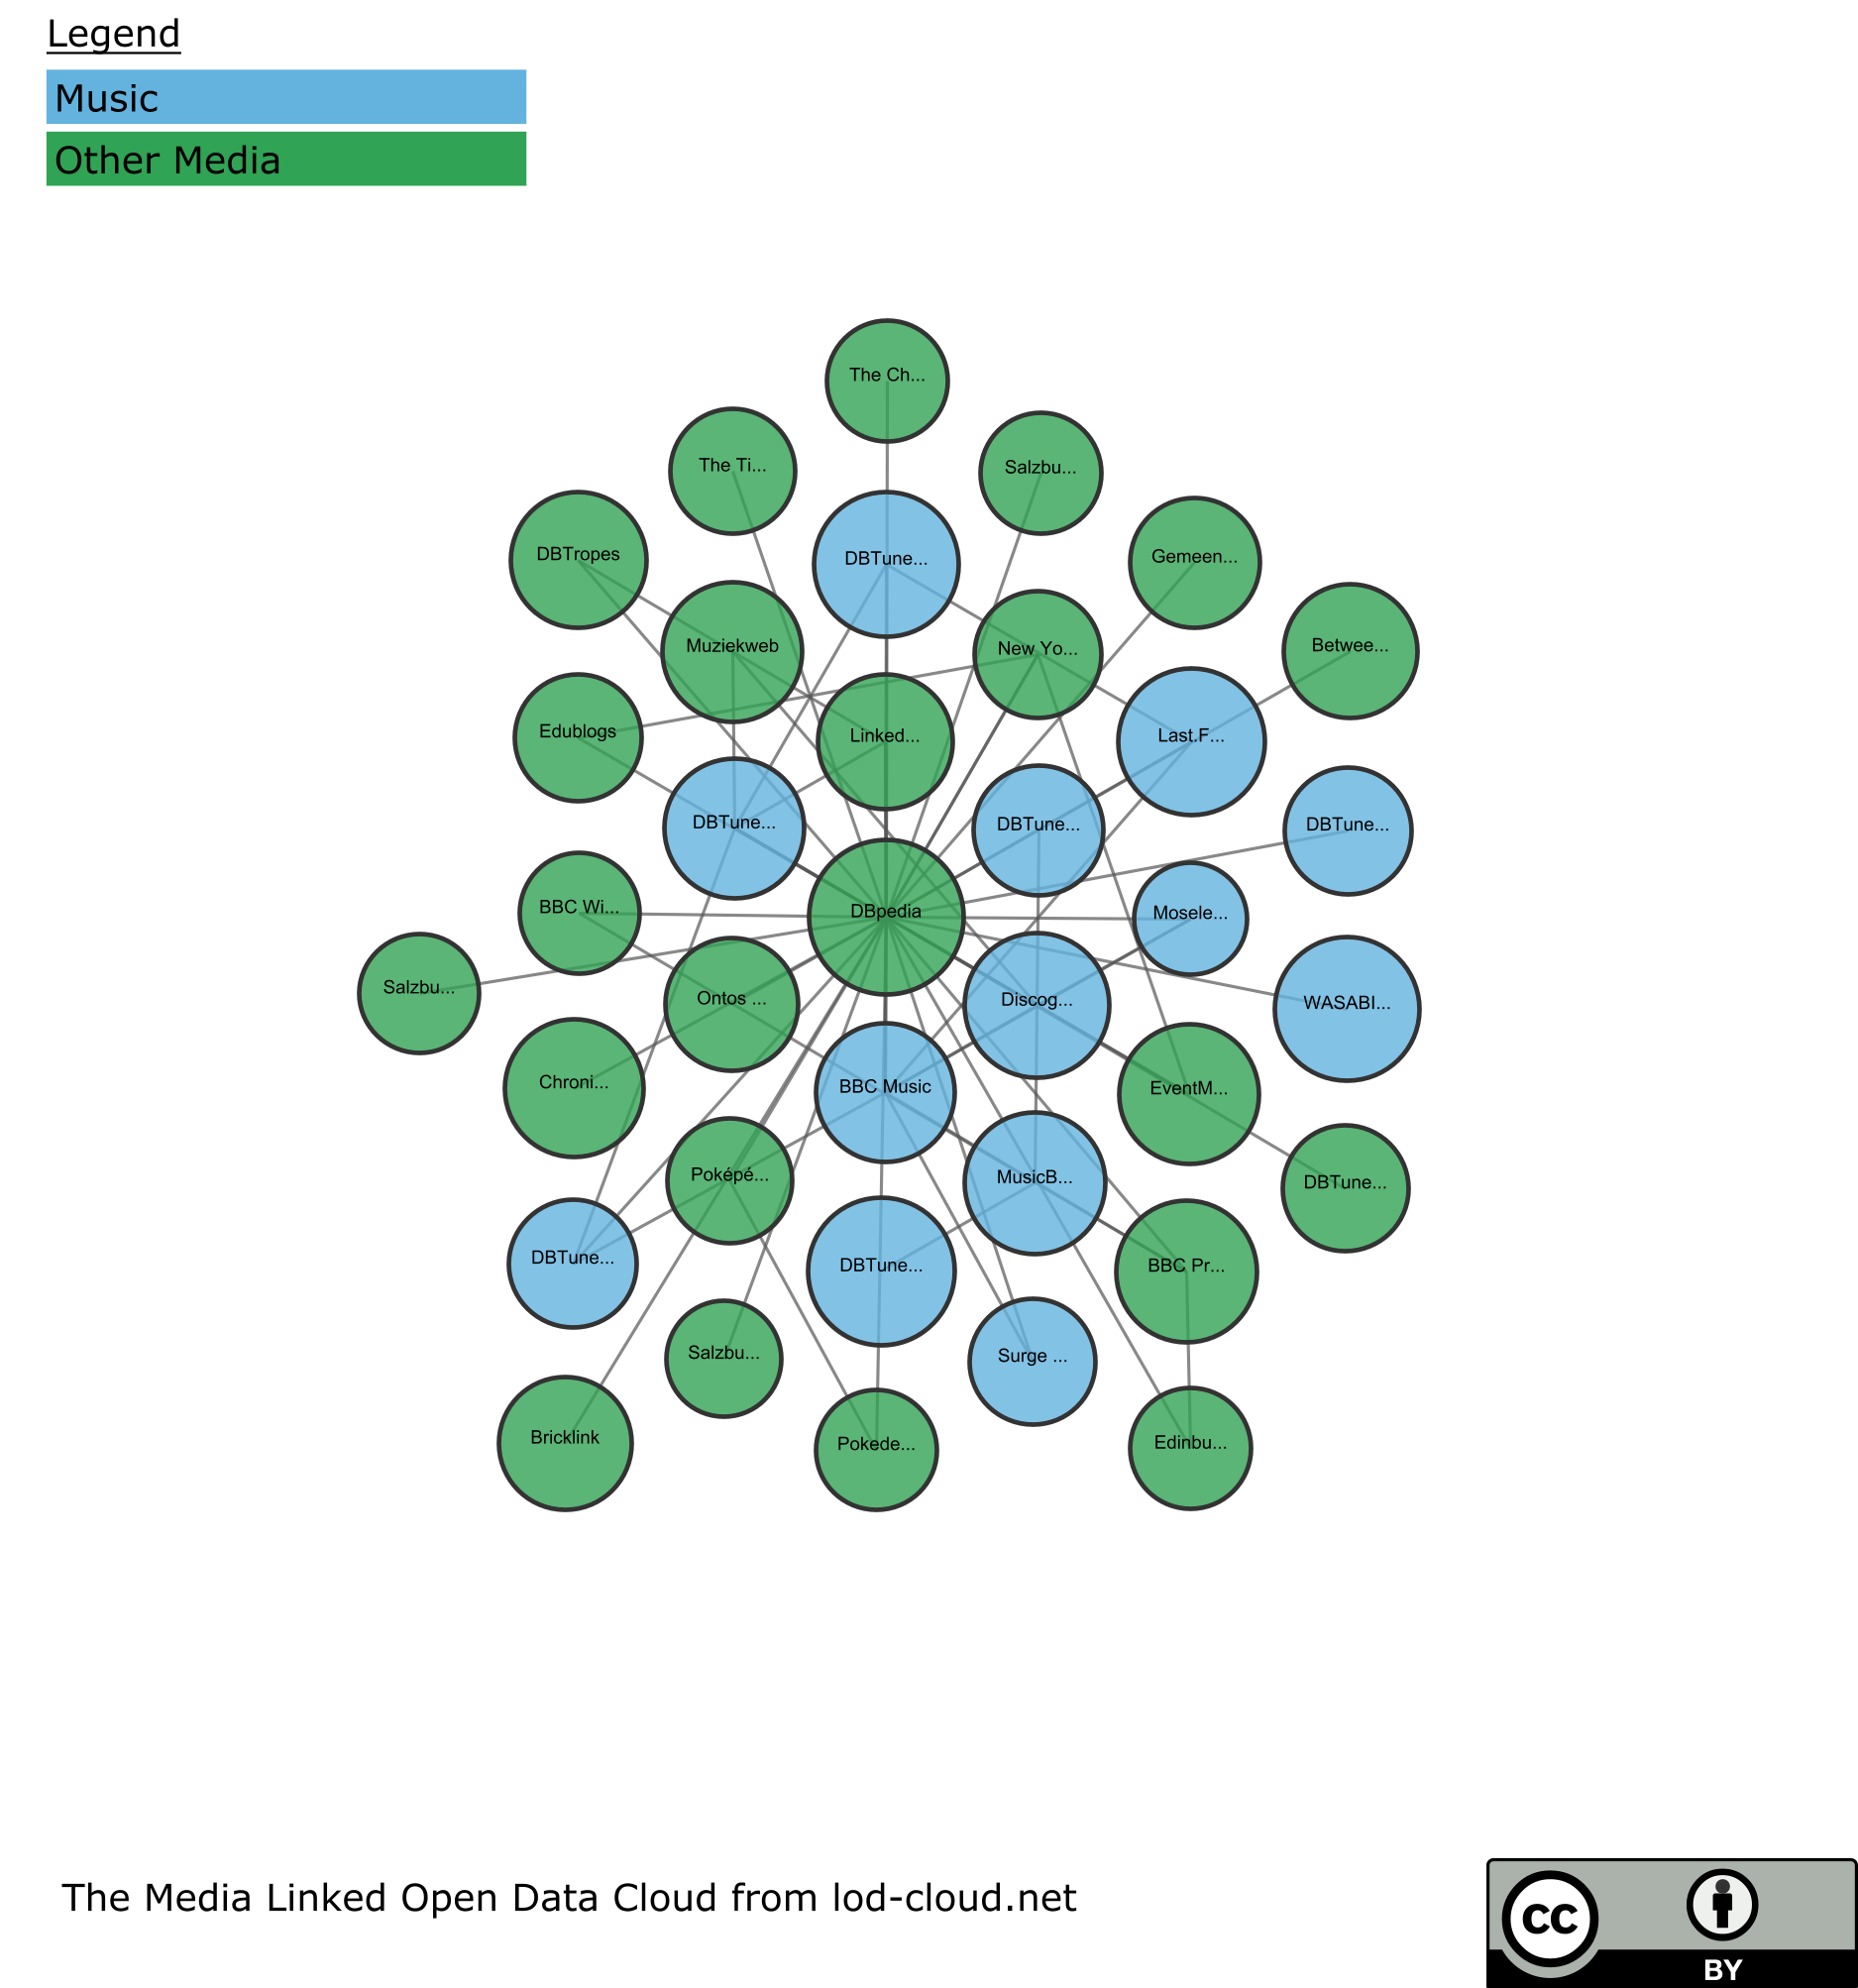 Legend
Music
Other Media
The Ch...
The Ti...
Salzbu...
DBTropes
DBTune...
Gemeen...
Muziekweb
New Yo...
Betwee...
Edublogs
Linked...
Last.F...
DBTune...
DBTune...
DBTune...
BBC Wi...
DBpedia
Mosele...
Salzbu...
Ontos ...
Discog...
WASABI...
Chroni...
BBC Music
EventM...
Poképé...
MusicB...
DBTune...
DBTune...
DBTune...
BBC Pr...
Salzbu...
Surge ...
Bricklink
Pokede...
Edinbu...
The Media Linked Open Data Cloud from lod-cloud.net
cc
BY